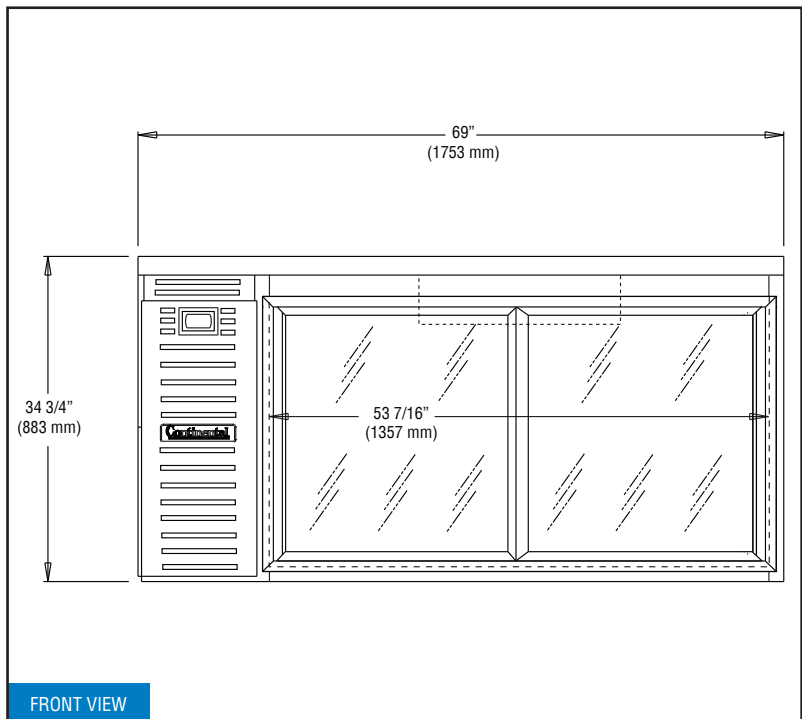 69”
(1753 mm)
34 3/4”
(883 mm)
53 7/16”
(1357 mm)
Continental
FRONT VIEW